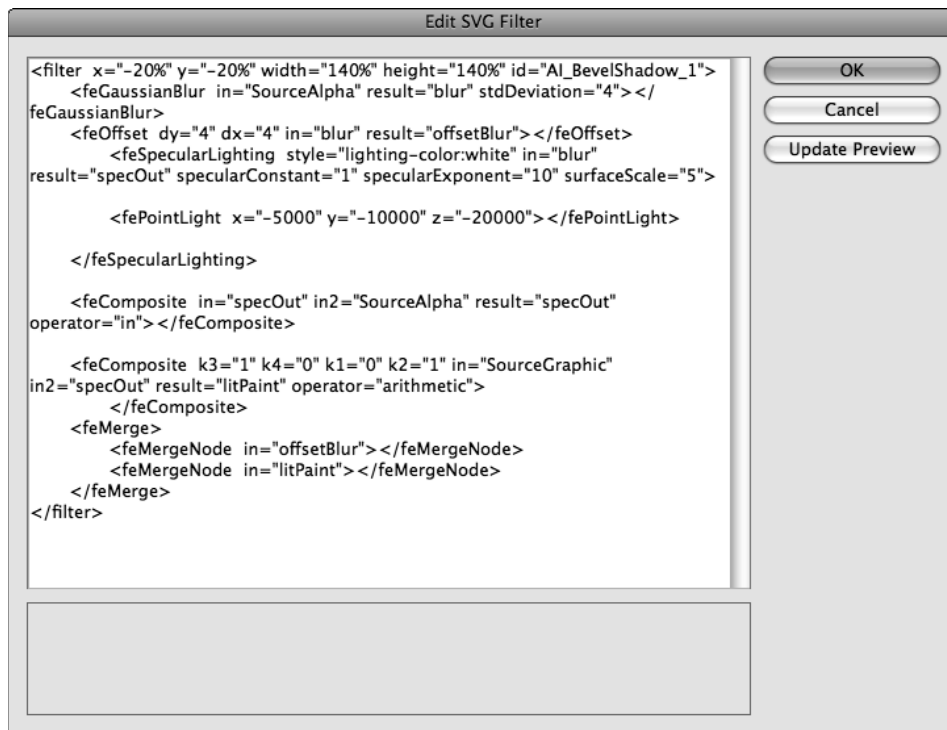 Edit SVG Filter
<filter x="-20%" y="-20%" width="140%" height="140%" id="AI_BevelShadow_1">
<feGaussianBlur in="SourceAlpha" result="blur" stdDeviation="4"></
feGaussianBlur>
<feOffset dy="4" dx="4" in="blur" result="offsetBlur"></feOffset>
<feSpecularLighting style="lighting-color:white" in="blur"
result="specOut" specularConstant="1" specularExponent="10" surfaceScale="5">
<fePointLight x="-5000" y="-10000" z="-20000"></fePointLight>
</feSpecularLighting>
<feComposite in="specOut" in2="SourceAlpha" result="specOut"
operator="in"></feComposite>
<feComposite k3="1" k4="0" k1="0" k2="1" in="SourceGraphic"
in2="specOut" result="litPaint" operator="arithmetic">
</feComposite>
<feMerge>
<feMergeNode in="offsetBlur"></feMergeNode>
<feMergeNode in="litPaint"></feMergeNode>
</feMerge>
</filter>
OK
Cancel
Update Preview